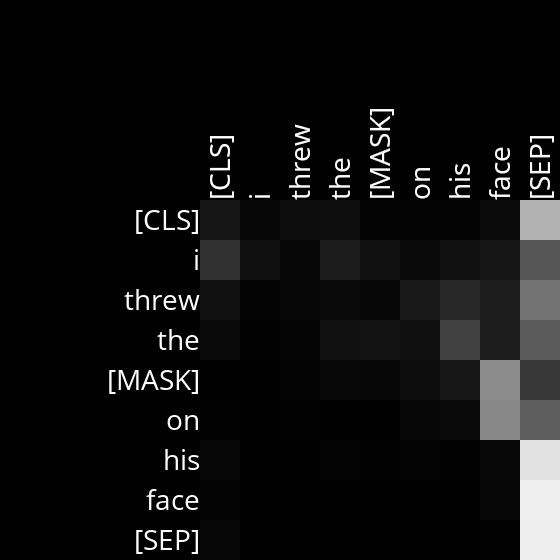 [CLS] i threw the [MASK] on his face [SEP]
[CLS]
i
threw
the
[MASK]
on
his
face
[SEP]